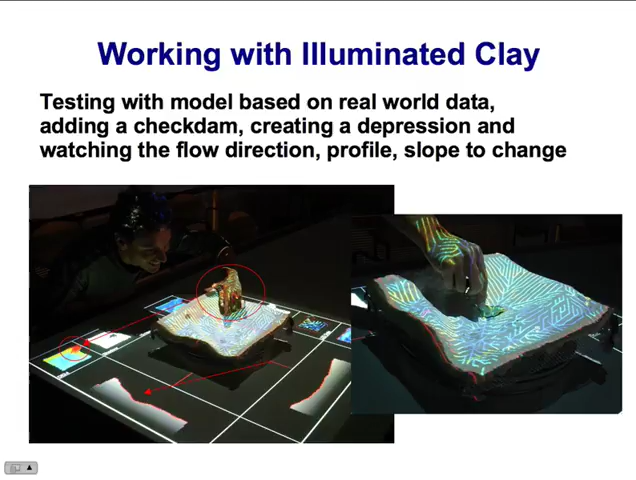 Working with Illuminated Clay
Testing with model based on real world data,
adding a checkdam, creating a depression and
watching the flow direction, profile, slope to change